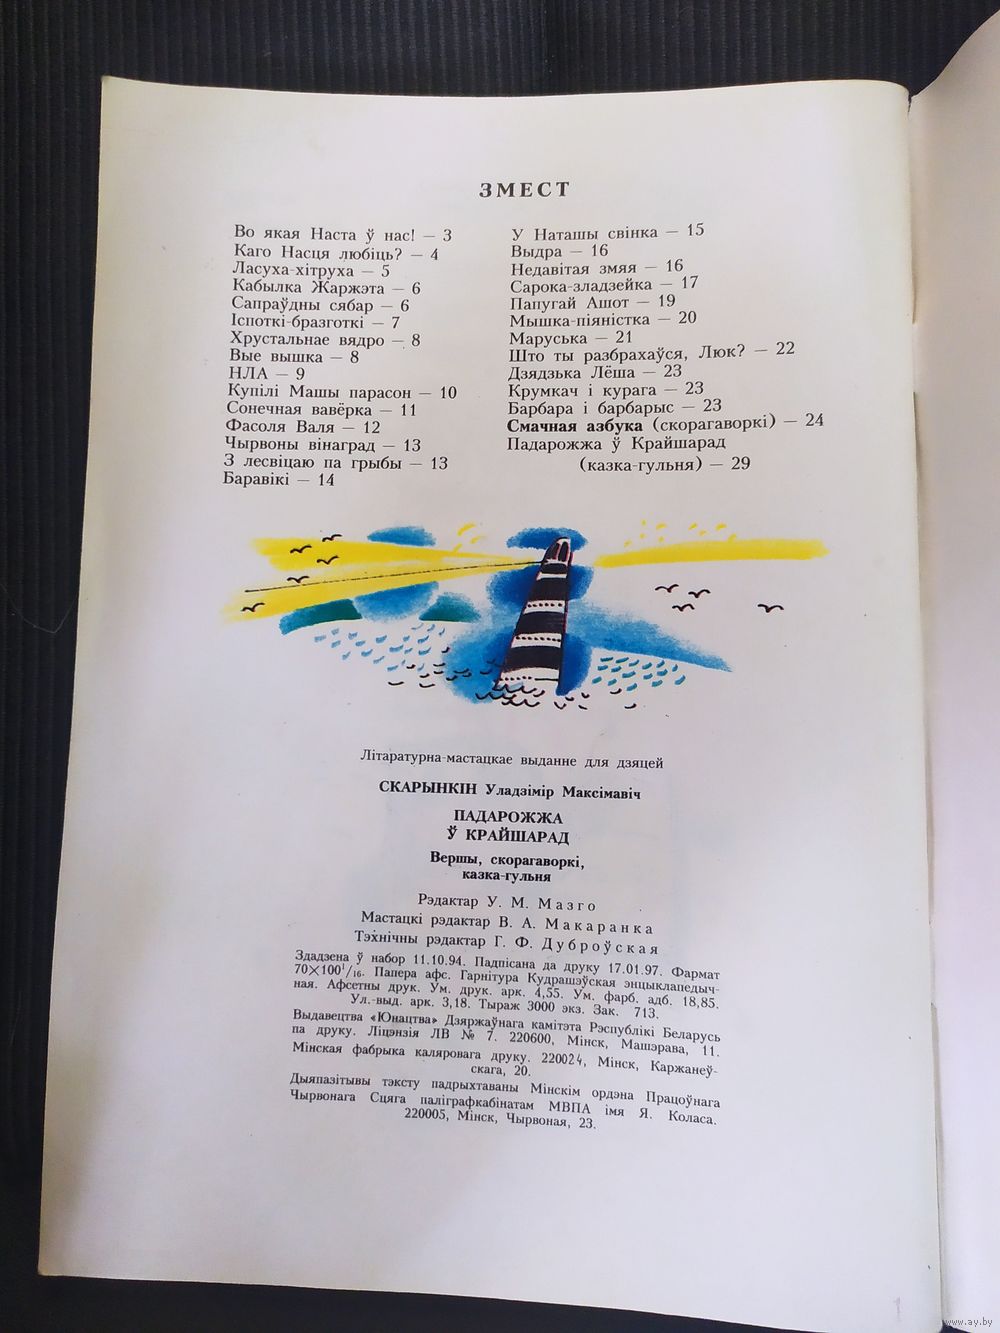 ЗМЕСТ
Во якая Наста ў нас! — 3
Каго Насця любіць? — 4
Ласуха-хітруха — 5
Кабылка Жаржэта — 6
Сапраўдны сябар — 6
Іспоткі-бразготкі — 7
Хрустальнае вядро — 8
Вые вышка — 8
НЛА — 9
Купілі Машы парасон — 10
Сонечная вавёрка — 11
Фасоля Валя — 12
Чырвоны вінаград — 13
З лесвіцаю па грыбы — 13
Баравікі — 14
У Наташы свінка — 15
Выдра — 16
Недавітая змяя — 16
Сарока-зладзейка — 17
Папугай Ашот — 19
Мышка-піяністка — 20
Маруська — 21
Што ты разбрахаўся, Люк? — 22
Дзядзька Лёша — 23
Крумкач і курага — 23
Барбара і барбарыс — 23
Смачная азбука (скорагаворкі) — 24
Падарожжа ў Крайшарад
(казка-гульня) — 29
Літаратурна-мастацкае выданне для дзяцей
СКАРЫНКІН Уладзімір Максімавіч
ПАДАРОЖЖА
Ў КРАЙШАРАД
Вершы, скорагаворкі,
казка-гульня
Рэдактар У. М. Мазго
Мастацкі рэдактар В. А. Макаранка
Тэхнічны рэдактар Г. Ф. Дуброўская
Здадзена ў набор 11.10.94. Падпісана да друку 17.01.97. Фармат
70×100¹/₁₆. Папера афс. Гарнітура Кудрашэўская энцыклапедыч-
ная. Афсетны друк. Ум. друк. арк. 4,55. Ум. фарб. адб. 18,85.
Ул.-выд. арк. 3,18. Тыраж 3000 экз. Зак. 713.
Выдавецтва «Юнацтва» Дзяржаўнага камітэта Рэспублікі Беларусь
па друку. Ліцэнзія ЛВ № 7. 220600, Мінск, Машэрава, 11.
Мінская фабрыка каляровага друку. 220024, Мінск, Каржанеў-
скага, 20.
Дыяпазітывы тэксту падрыхтаваны Мінскім ордэна Працоўнага
Чырвонага Сцяга паліграфкабінатам МВПА імя Я. Коласа.
220005, Мінск, Чырвоная, 23.
1
www.ay.by